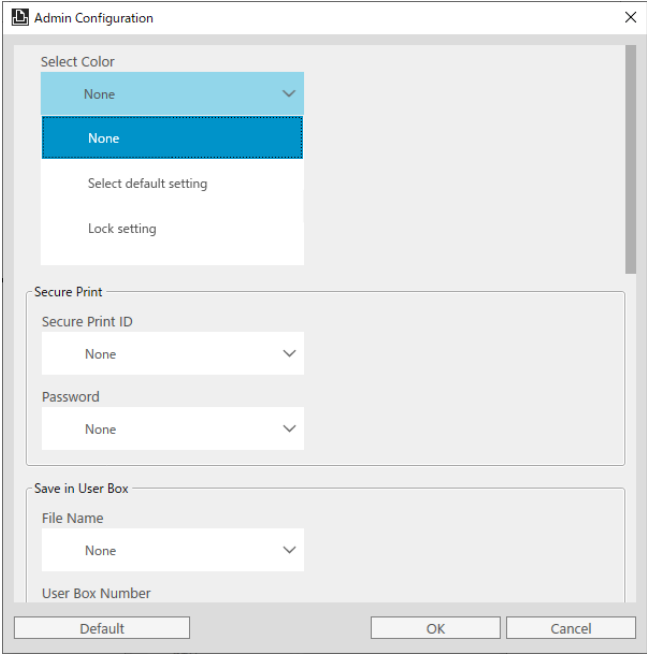 Admin Configuration
Select Color
None
None
Select default setting
Lock setting
Secure Print
Secure Print ID
None
Password
None
Save in User Box
File Name
None
User Box Number
Default
OK
Cancel